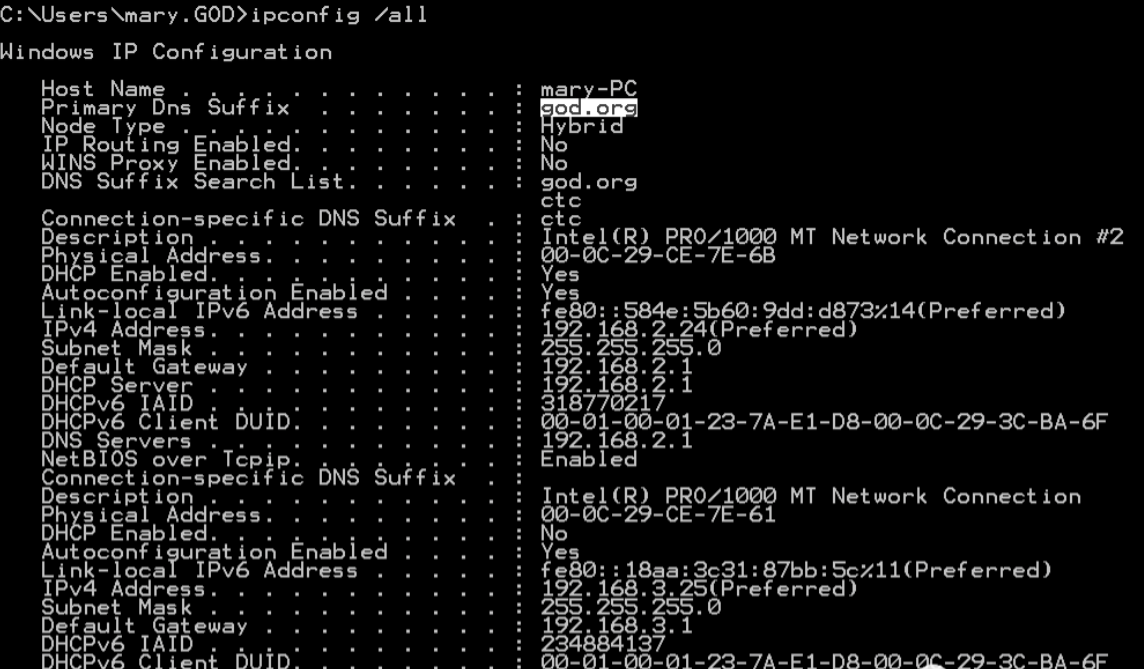 C:\Users\mary.GOD>ipconfig /all
Windows IP Configuration
Host Name . . . . . . . . . . . . : mary-PC
Primary Dns Suffix  . . . . . . . : god.org
Node Type . . . . . . . . . . . . : Hybrid
IP Routing Enabled. . . . . . . . : No
WINS Proxy Enabled. . . . . . . . : No
DNS Suffix Search List. . . . . . : god.org
ctc
Connection-specific DNS Suffix  . : ctc
Description . . . . . . . . . . . : Intel(R) PRO/1000 MT Network Connection #2
Physical Address. . . . . . . . . : 00-0C-29-CE-7E-6B
DHCP Enabled. . . . . . . . . . . : Yes
Autoconfiguration Enabled . . . . : Yes
Link-local IPv6 Address . . . . . : fe80::584e:5b60:9dd:d873%14(Preferred)
IPv4 Address. . . . . . . . . . . : 192.168.2.24(Preferred)
Subnet Mask . . . . . . . . . . . : 255.255.255.0
Default Gateway . . . . . . . . . : 192.168.2.1
DHCP Server . . . . . . . . . . . : 192.168.2.1
DHCPv6 IAID . . . . . . . . . . . : 318770217
DHCPv6 Client DUID. . . . . . . . : 00-01-00-01-23-7A-E1-D8-00-0C-29-3C-BA-6F
DNS Servers . . . . . . . . . . . : 192.168.2.1
NetBIOS over Tcpip. . . . . . . . : Enabled
Connection-specific DNS Suffix  . :
Description . . . . . . . . . . . : Intel(R) PRO/1000 MT Network Connection
Physical Address. . . . . . . . . : 00-0C-29-CE-7E-61
DHCP Enabled. . . . . . . . . . . : No
Autoconfiguration Enabled . . . . : Yes
Link-local IPv6 Address . . . . . : fe80::18aa:3c31:87bb:5c%11(Preferred)
IPv4 Address. . . . . . . . . . . : 192.168.3.25(Preferred)
Subnet Mask . . . . . . . . . . . : 255.255.255.0
Default Gateway . . . . . . . . . : 192.168.3.1
DHCPv6 IAID . . . . . . . . . . . : 234884137
DHCPv6 Client DUID. . . . . . . . : 00-01-00-01-23-7A-E1-D8-00-0C-29-3C-BA-6F